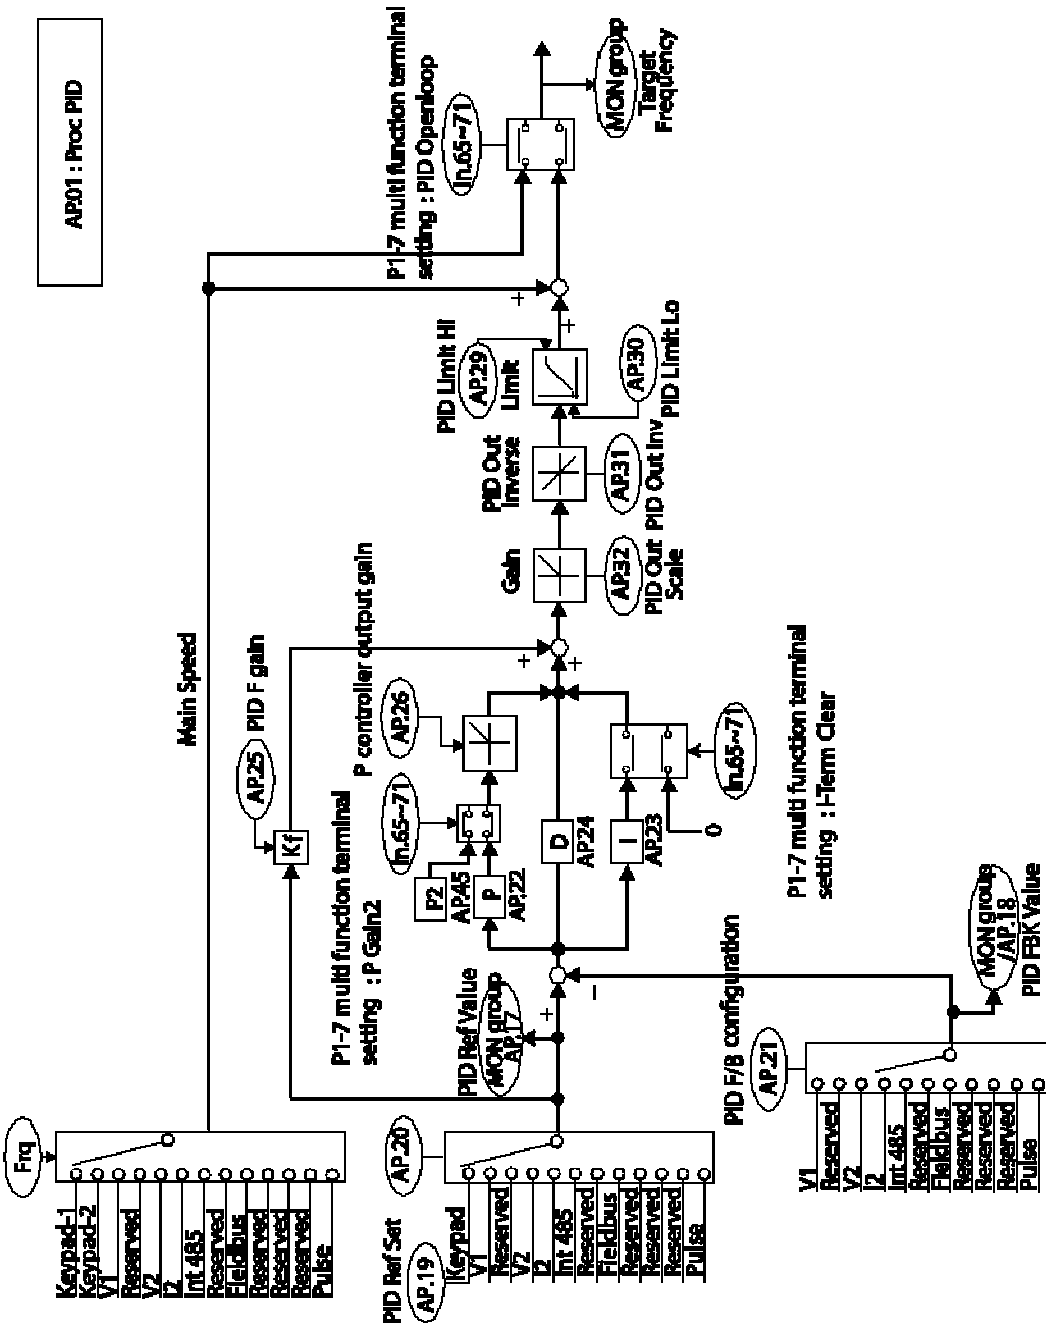 AP.01 : Proc PID
Frq
Keypad-1
Keypad-2
V1
Reserved
V2
I2
Int 485
Reserved
Fieldbus
Reserved
Reserved
Reserved
Pulse
Main Speed
AP.25
PID F gain
Kf
P1-7 multi function terminal
setting : PID Openloop
In.65~71
MON group
Target
Frequency
PID Ref Set
AP.19
AP.20
Keypad
V1
Reserved
V2
I2
Int 485
Reserved
Fieldbus
Reserved
Reserved
Reserved
Pulse
PID Ref Value
MON group
AP.17
+
-
P1-7 multi function terminal
setting : P Gain2
P2
AP.45
P
AP.22
In.65~71
P controller output gain
AP.26
D
AP.24
I
AP.23
0
In.65~71
P1-7 multi function terminal
setting : I-Term Clear
+
+
Gain
AP.32
PID Out
Scale
PID Out
Inverse
AP.31
PID Out Inv
PID Limit Hi
AP.29
Limit
AP.30
PID Limit Lo
+
+
PID F/B configuration
AP.21
V1
Reserved
V2
I2
Int 485
Reserved
Fieldbus
Reserved
Reserved
Reserved
Pulse
MON group
/AP.18
PID FBK Value